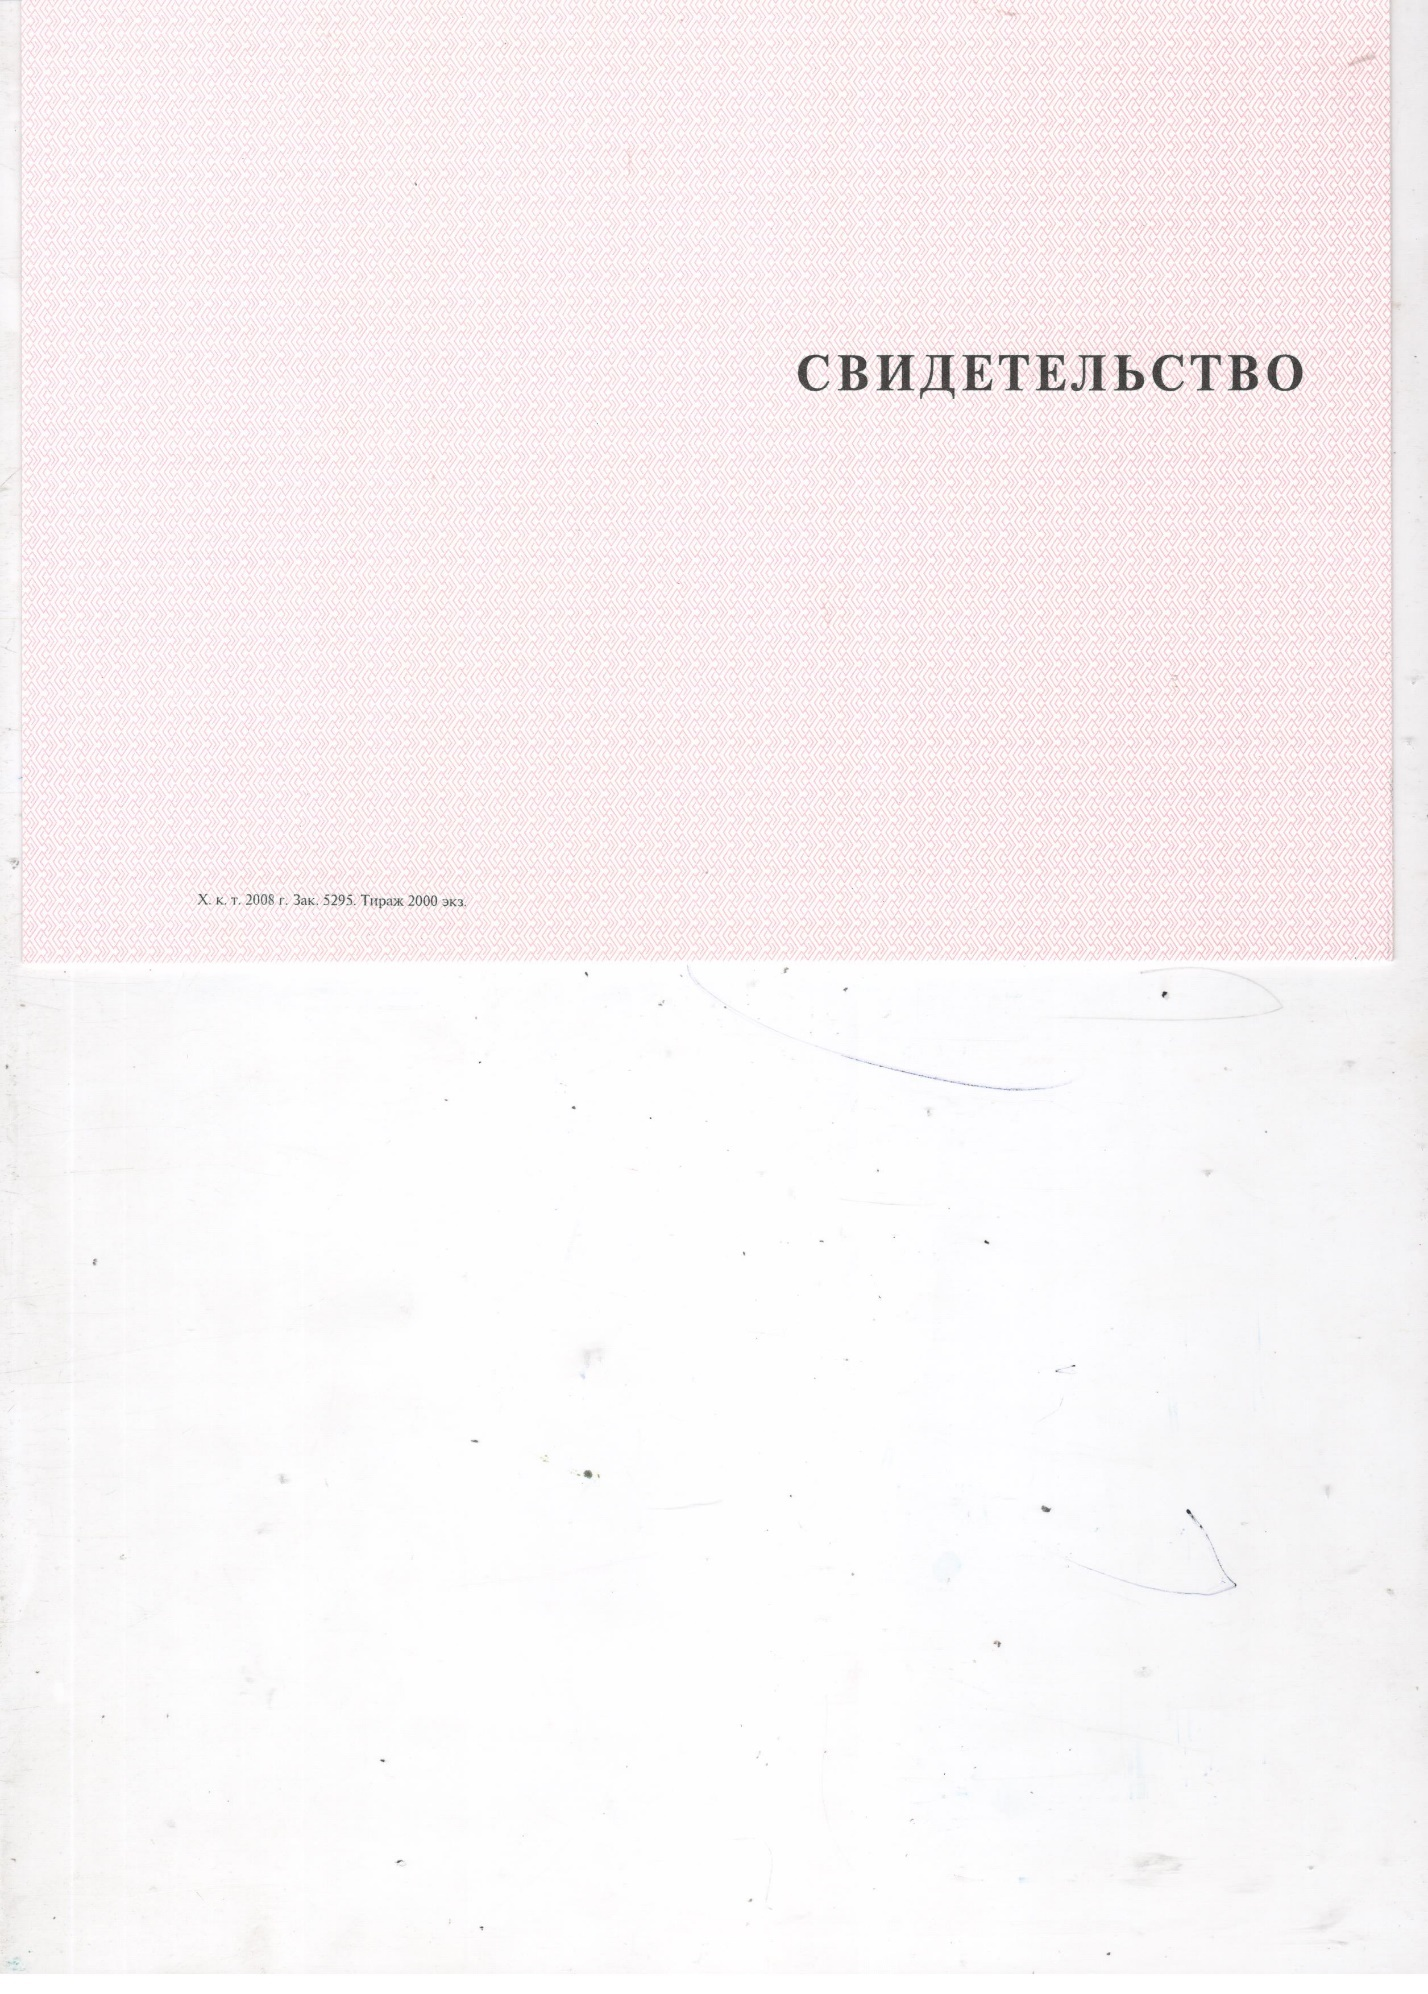 СВИДЕТЕЛЬСТВО
Х. к. т. 2008 г. Зак. 5295. Тираж 2000 экз.